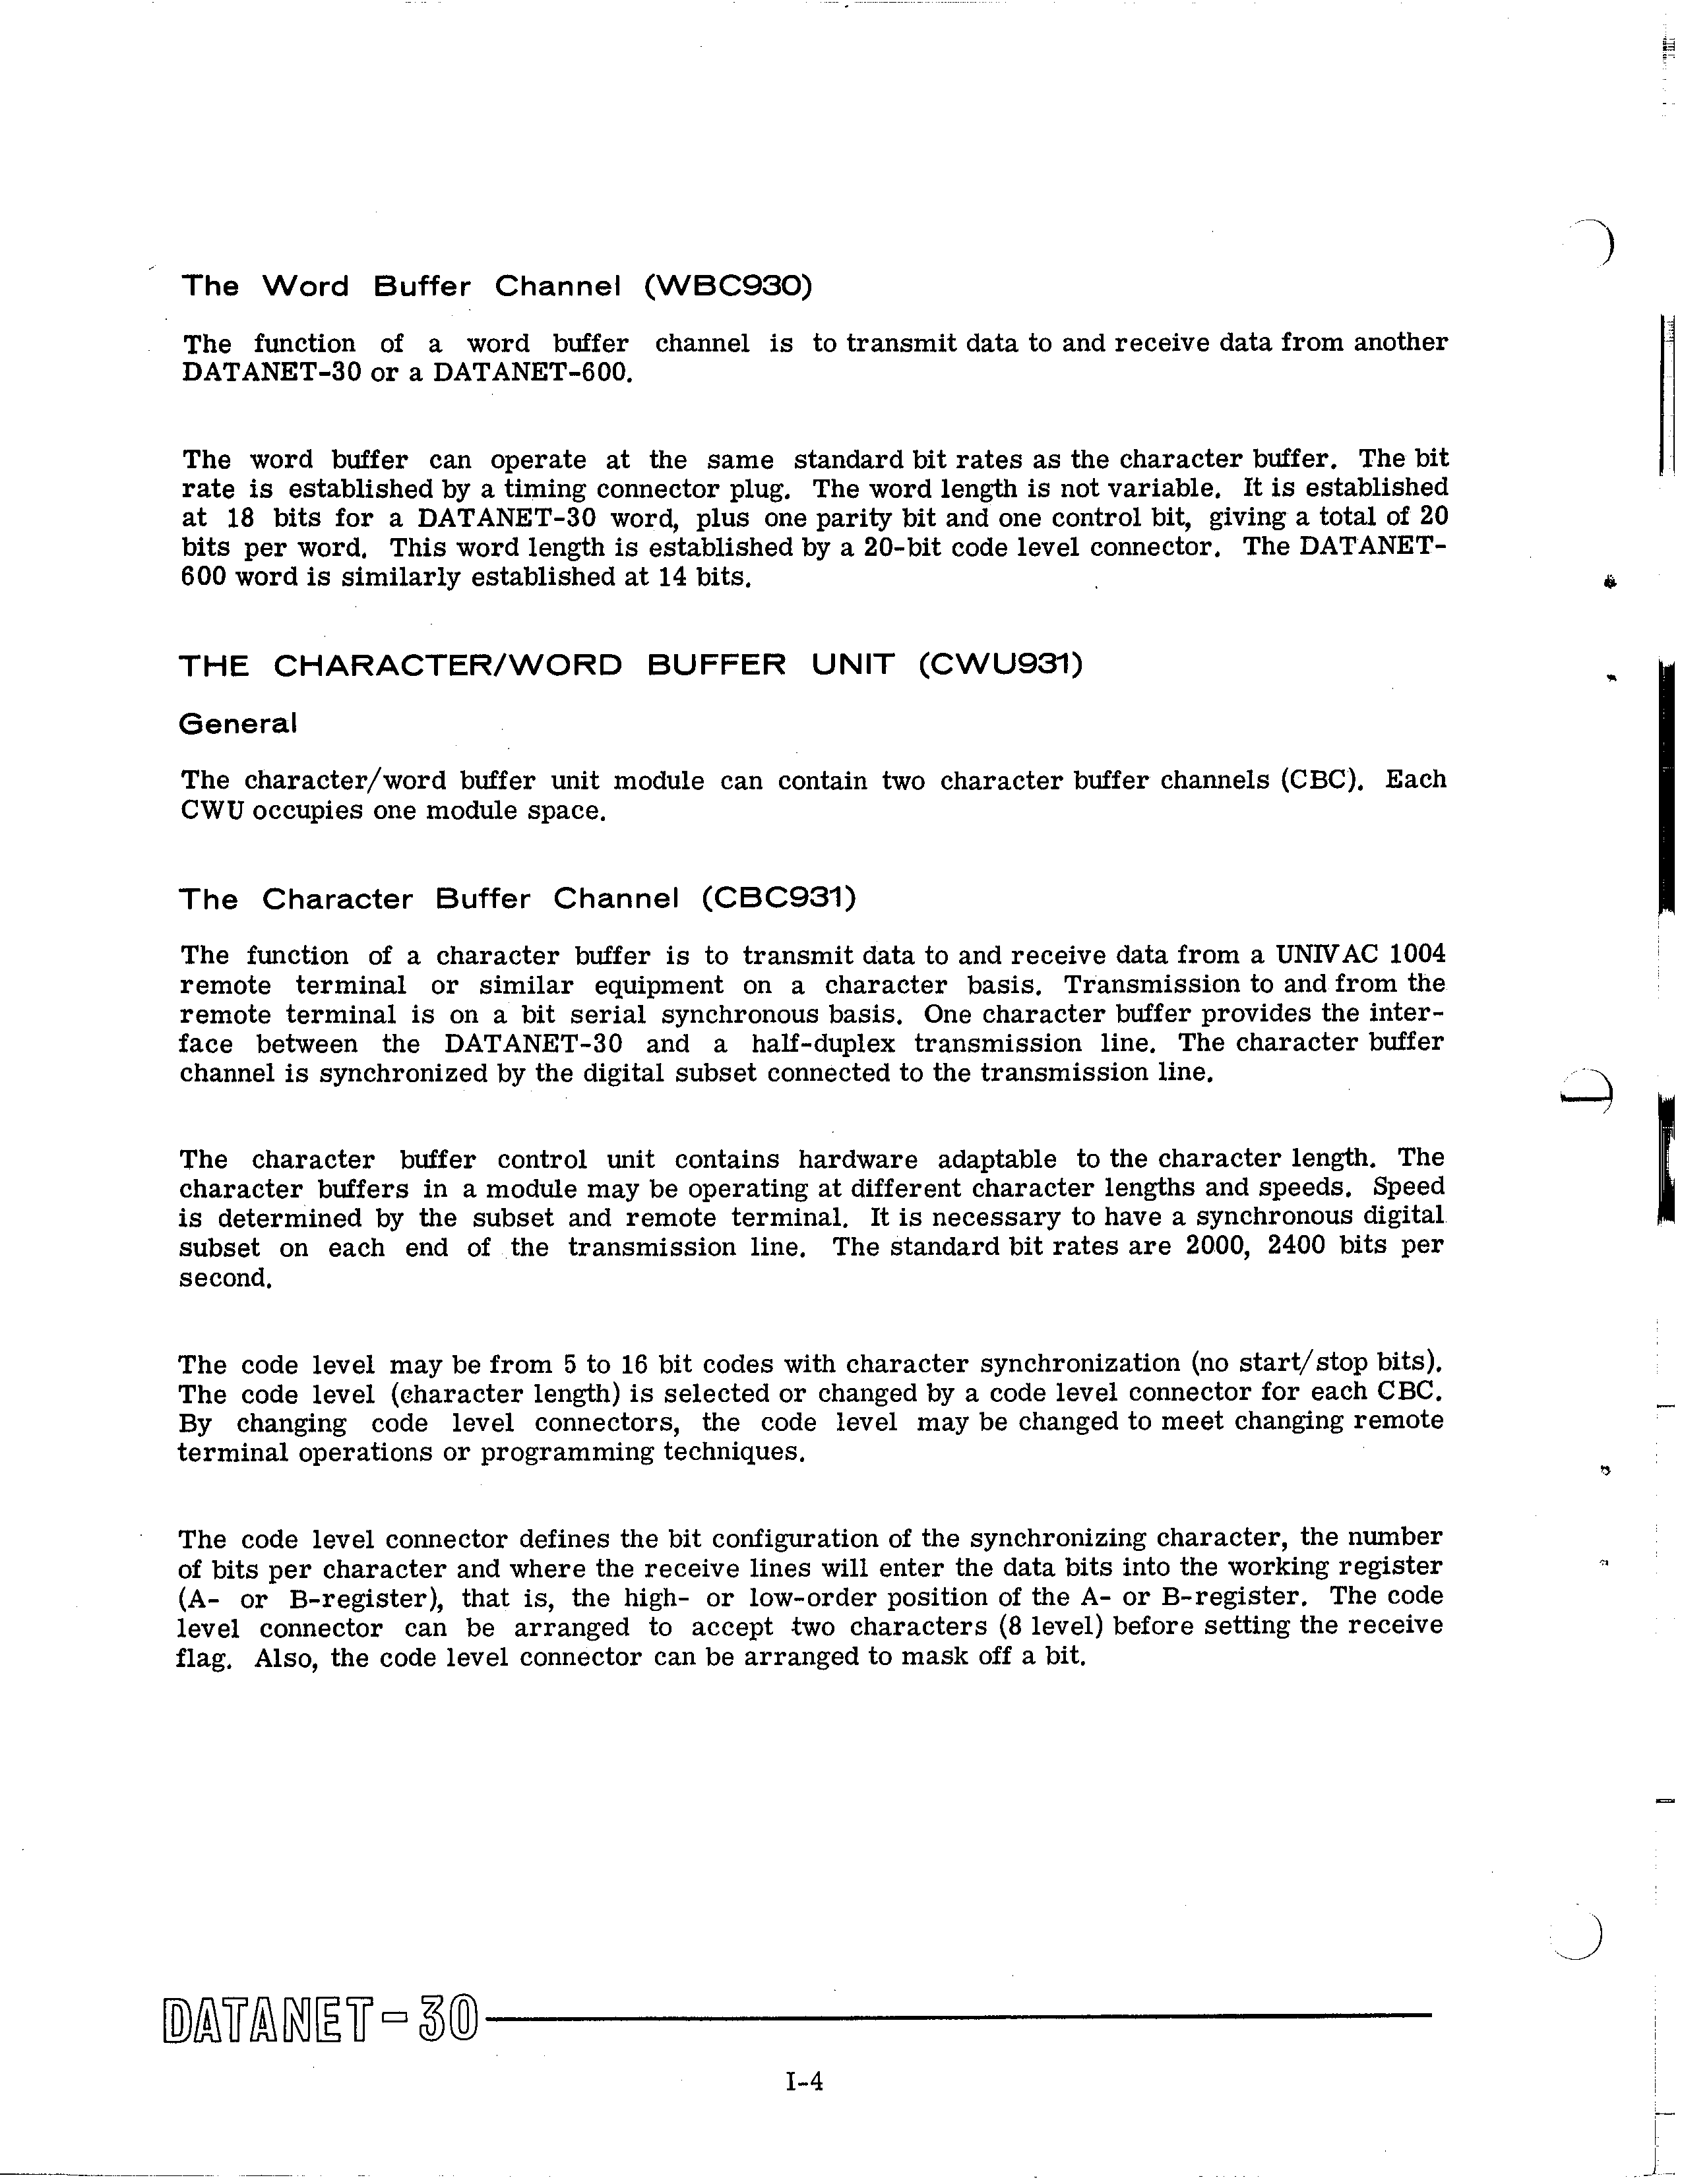 The Word Buffer Channel (WBC930)
The function of a word buffer channel is to transmit data to and receive data from another
DATANET-30 or a DATANET-600.
The word buffer can operate at the same standard bit rates as the character buffer. The bit
rate is established by a timing connector plug. The word length is not variable. It is established
at 18 bits for a DATANET-30 word, plus one parity bit and one control bit, giving a total of 20
bits per word. This word length is established by a 20-bit code level connector. The DATANET-
600 word is similarly established at 14 bits.
THE CHARACTER/WORD BUFFER UNIT (CWU931)
General
The character/word buffer unit module can contain two character buffer channels (CBC). Each
CWU occupies one module space.
The Character Buffer Channel (CBC931)
The function of a character buffer is to transmit data to and receive data from a UNIVAC 1004
remote terminal or similar equipment on a character basis. Transmission to and from the
remote terminal is on a bit serial synchronous basis. One character buffer provides the inter-
face between the DATANET-30 and a half-duplex transmission line. The character buffer
channel is synchronized by the digital subset connected to the transmission line.
The character buffer control unit contains hardware adaptable to the character length. The
character buffers in a module may be operating at different character lengths and speeds. Speed
is determined by the subset and remote terminal. It is necessary to have a synchronous digital
subset on each end of the transmission line. The standard bit rates are 2000, 2400 bits per
second.
The code level may be from 5 to 16 bit codes with character synchronization (no start/stop bits).
The code level (character length) is selected or changed by a code level connector for each CBC.
By changing code level connectors, the code level may be changed to meet changing remote
terminal operations or programming techniques.
The code level connector defines the bit configuration of the synchronizing character, the number
of bits per character and where the receive lines will enter the data bits into the working register
(A- or B-register), that is, the high- or low-order position of the A- or B-register. The code
level connector can be arranged to accept two characters (8 level) before setting the receive
flag. Also, the code level connector can be arranged to mask off a bit.
DATANET-30
I-4